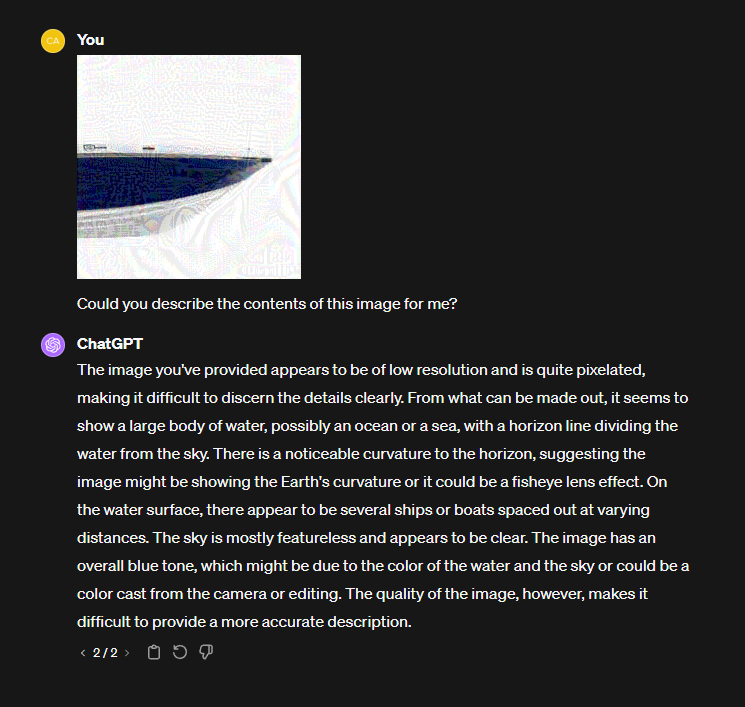 CA
You
Could you describe the contents of this image for me?
ChatGPT
The image you've provided appears to be of low resolution and is quite pixelated,
making it difficult to discern the details clearly. From what can be made out, it seems to
show a large body of water, possibly an ocean or a sea, with a horizon line dividing the
water from the sky. There is a noticeable curvature to the horizon, suggesting the
image might be showing the Earth's curvature or it could be a fisheye lens effect. On
the water surface, there appear to be several ships or boats spaced out at varying
distances. The sky is mostly featureless and appears to be clear. The image has an
overall blue tone, which might be due to the color of the water and the sky or could be a
color cast from the camera or editing. The quality of the image, however, makes it
difficult to provide a more accurate description.
2 / 2